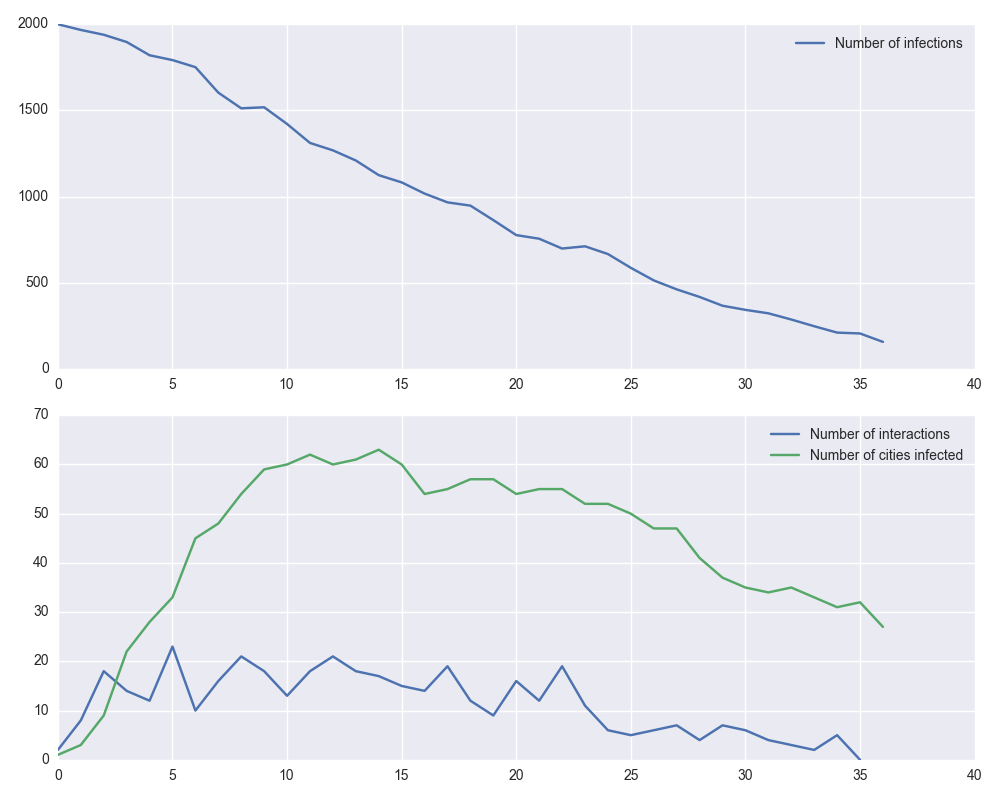 2000
Number of infections
1500
1000
500
0
0 5 10 15 20 25 30 35 40
70
Number of interactions
60
Number of cities infected
50
40
30
20
10
0
0 5 10 15 20 25 30 35 40